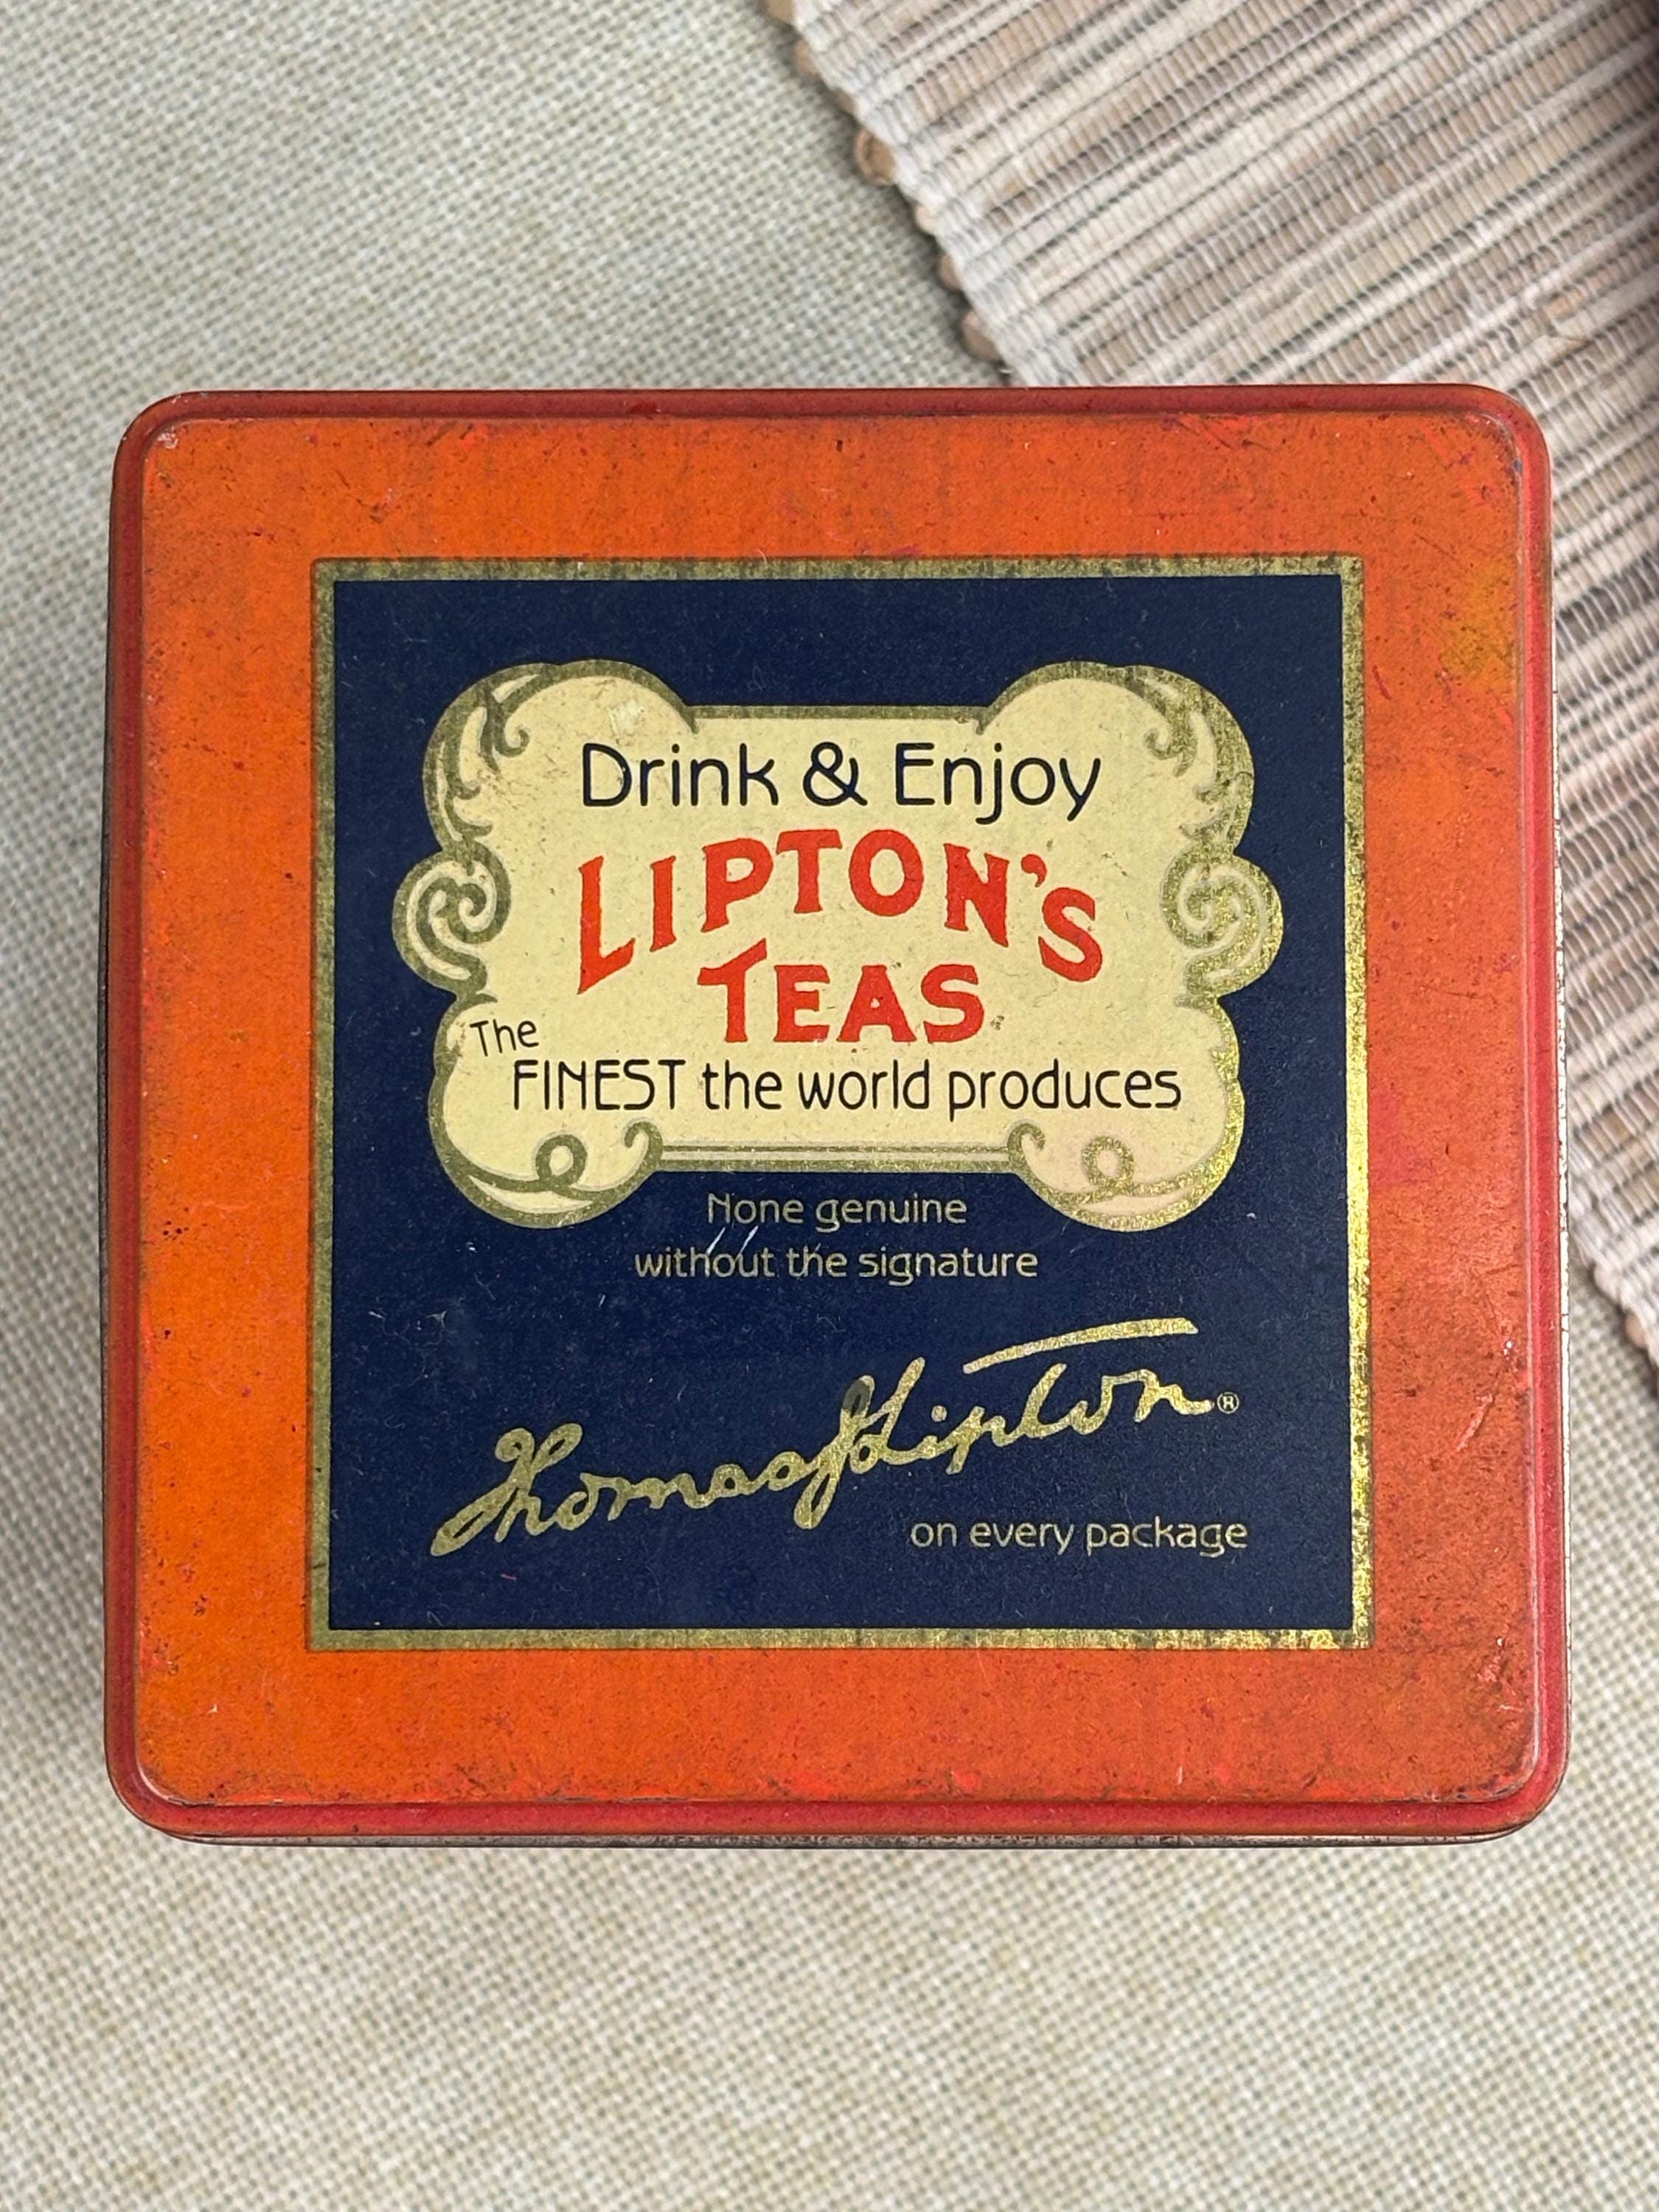 Drink & Enjoy
LIPTON'S
TEAS
The
FINEST the world produces
None genuine
without the signature
Thomas J Lipton®
on every package